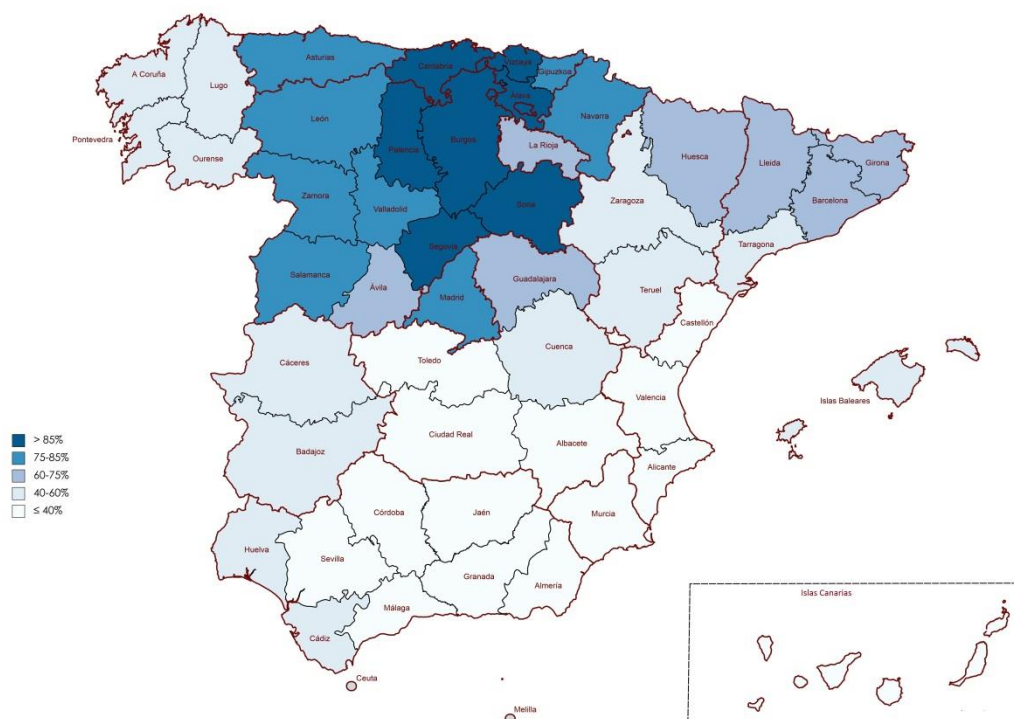 Asturias
Cantabria
Vizcaya
Gipuzkoa
A Coruña
Lugo
Álava
León
Navarra
Pontevedra
Palencia
Burgos
La Rioja
Ourense
Huesca
Lleida
Girona
Zamora
Valladolid
Soria
Zaragoza
Barcelona
Segovia
Tarragona
Salamanca
Ávila
Madrid
Guadalajara
Teruel
Castellón
Cáceres
Toledo
Cuenca
Valencia
Islas Baleares
> 85%
75-85%
60-75%
40-60%
≤ 40%
Badajoz
Ciudad Real
Albacete
Alicante
Córdoba
Jaén
Murcia
Huelva
Sevilla
Granada
Almería
Málaga
Cádiz
Islas Canarias
Ceuta
Melilla